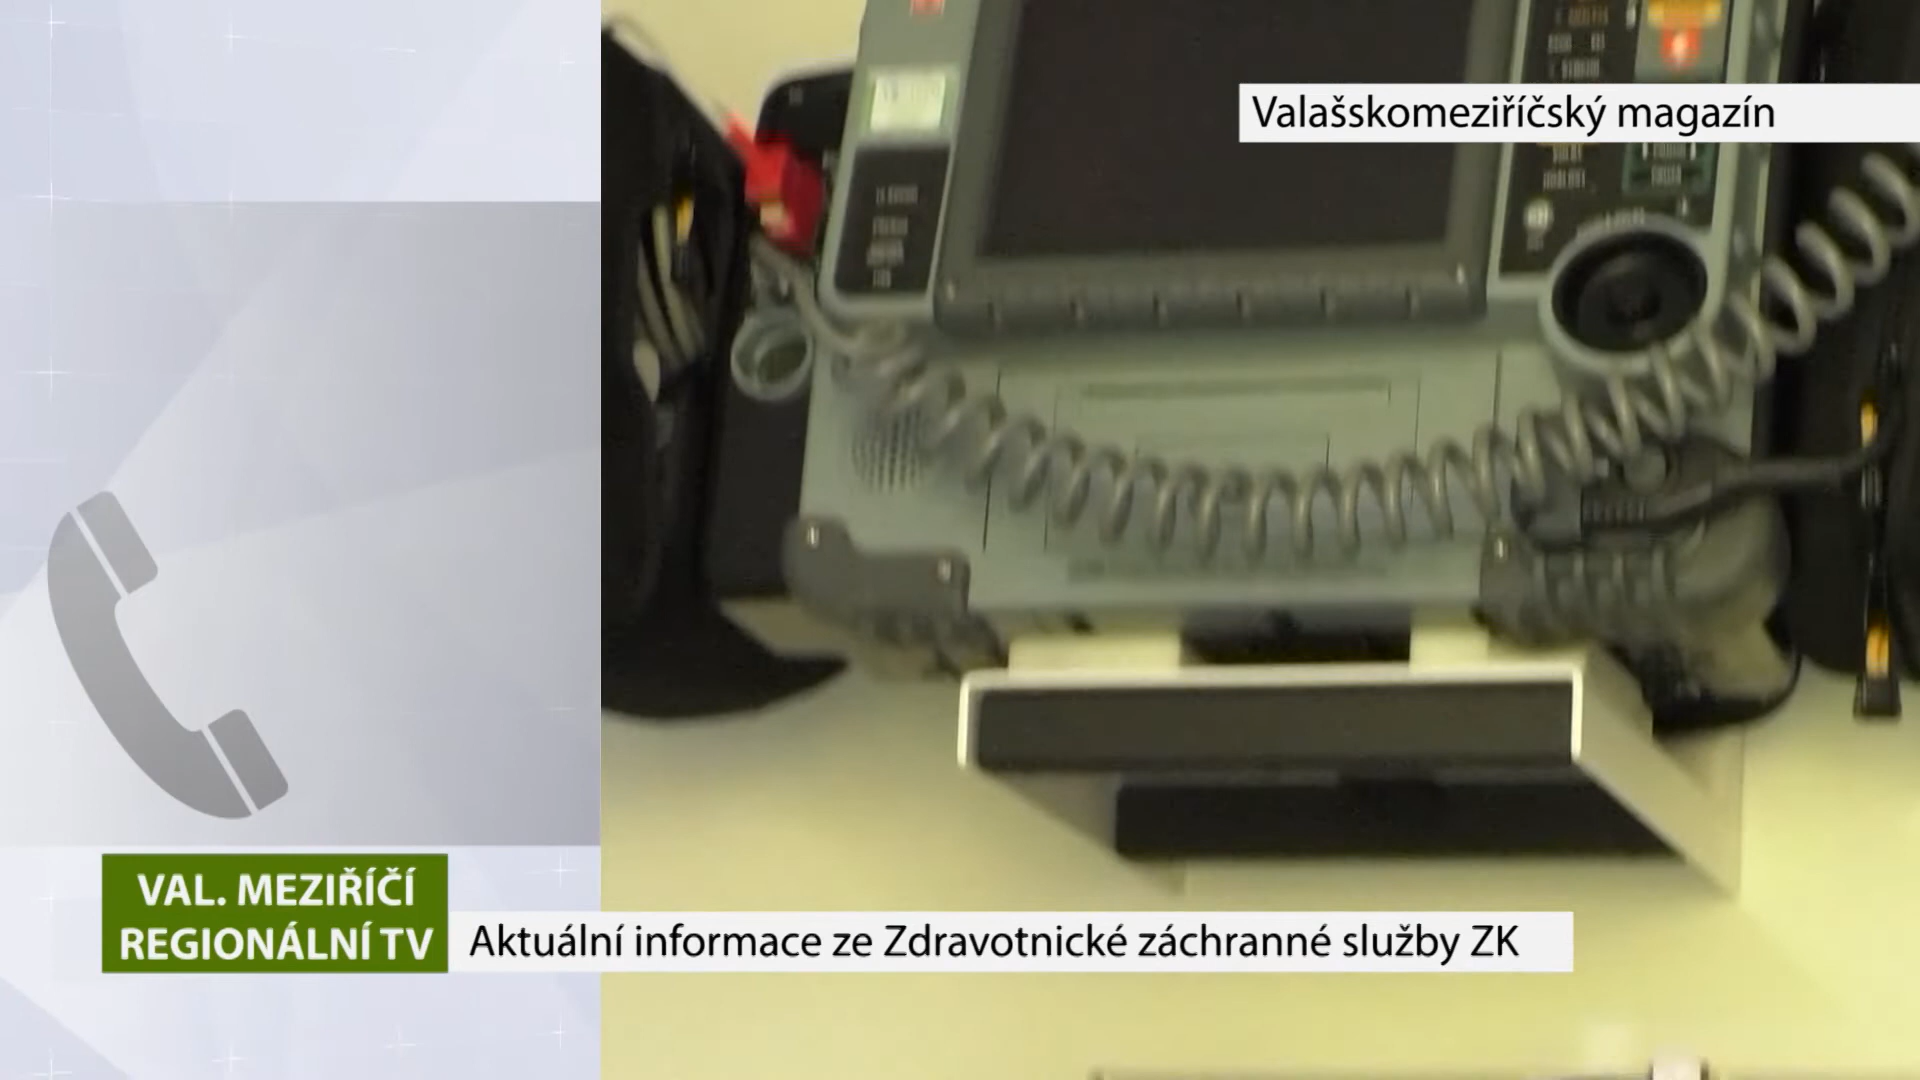 Valašskomeziříčský magazín
VAL. MEZIŘÍČÍ
REGIONÁLNÍ TV
Aktuální informace ze Zdravotnické záchranné služby ZK